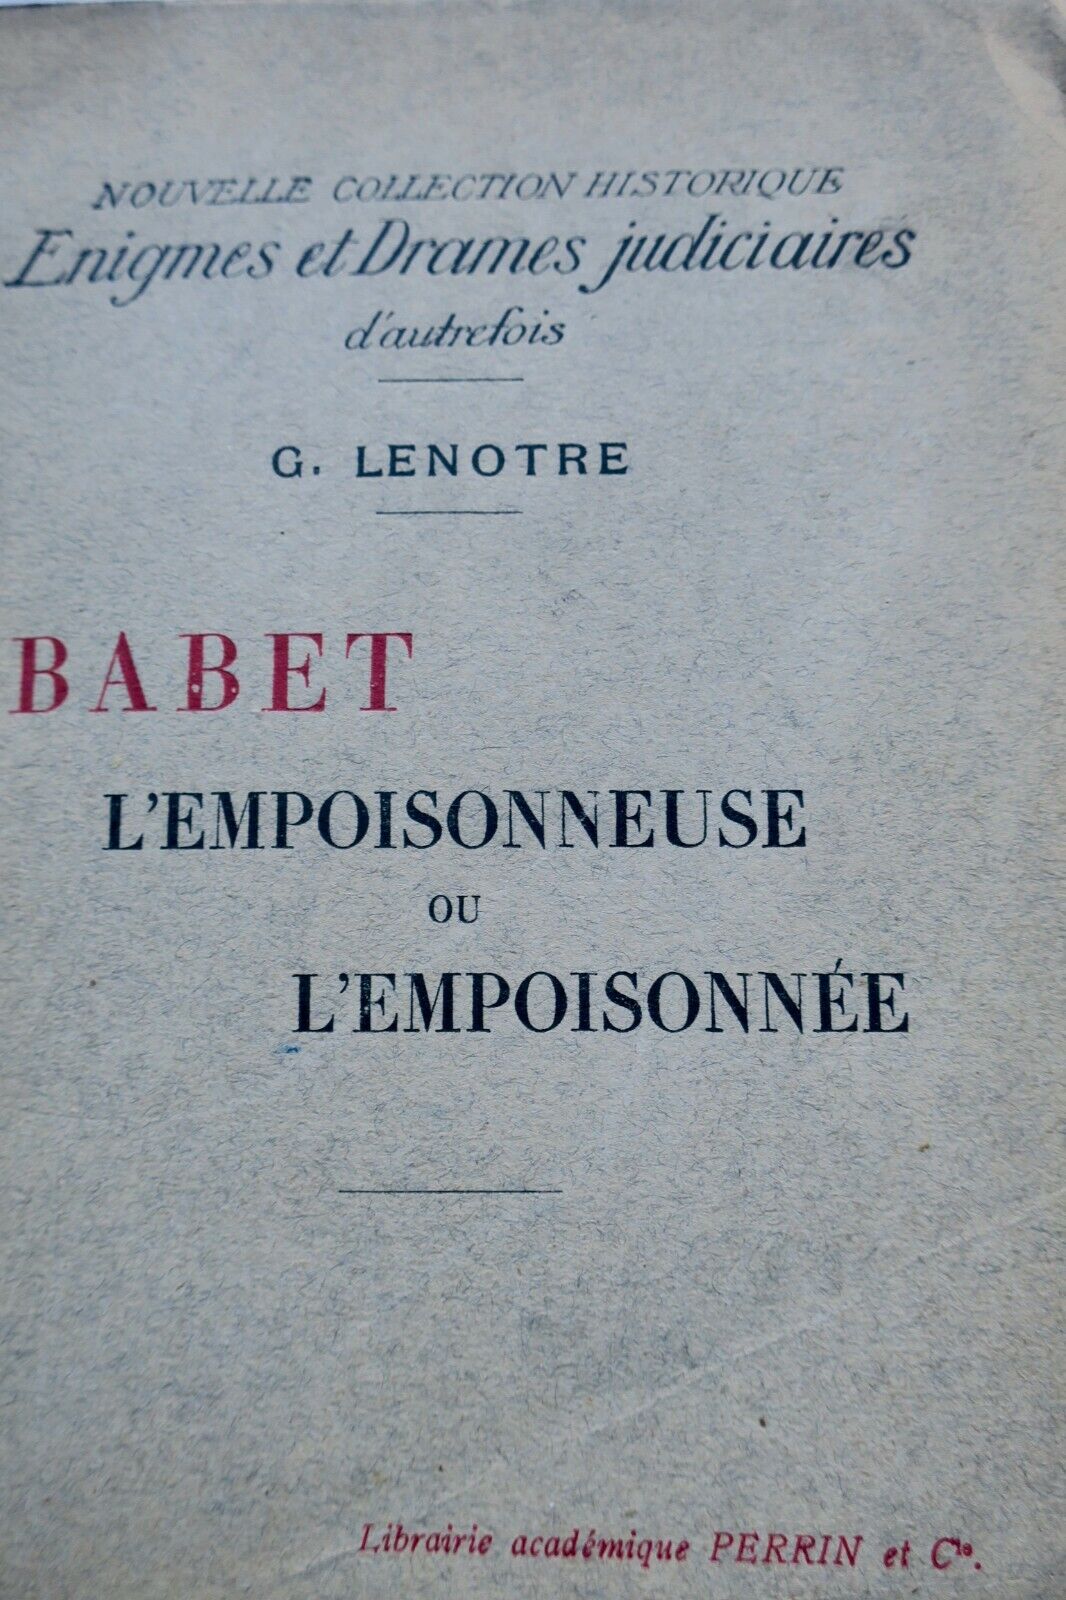 NOUVELLE COLLECTION HISTORIQUE
Enigmes et Drames judiciaires
d'autrefois
G. LENOTRE
BABET
L'EMPOISONNEUSE
OU
L'EMPOISONNÉE
Librairie académique PERRIN et Cie.